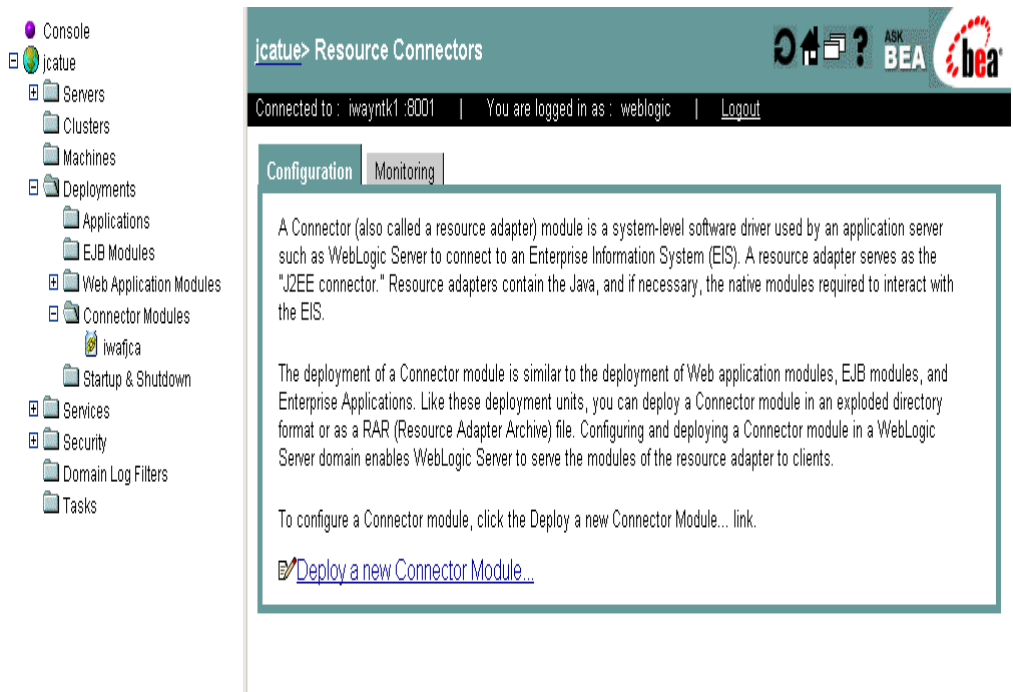 Console
jcatue
Servers
Clusters
Machines
Deployments
Applications
EJB Modules
Web Application Modules
Connector Modules
iwafjca
Startup & Shutdown
Services
Security
Domain Log Filters
Tasks
jcatue> Resource Connectors
?
ASK
BEA
bea
Connected to : iwayntk1 :8001 | You are logged in as : weblogic | Logout
Configuration Monitoring
A Connector (also called a resource adapter) module is a system-level software driver used by an application server
such as WebLogic Server to connect to an Enterprise Information System (EIS). A resource adapter serves as the
"J2EE connector." Resource adapters contain the Java, and if necessary, the native modules required to interact with
the EIS.
The deployment of a Connector module is similar to the deployment of Web application modules, EJB modules, and
Enterprise Applications. Like these deployment units, you can deploy a Connector module in an exploded directory
format or as a RAR (Resource Adapter Archive) file. Configuring and deploying a Connector module in a WebLogic
Server domain enables WebLogic Server to serve the modules of the resource adapter to clients.
To configure a Connector module, click the Deploy a new Connector Module... link.
Deploy a new Connector Module...